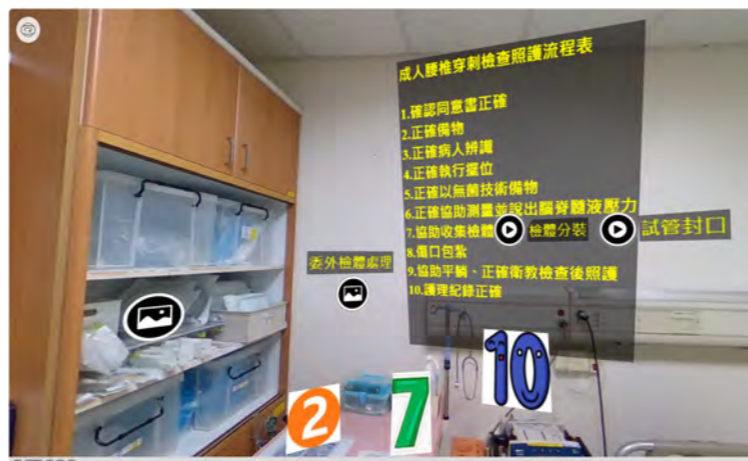 成人腰椎穿刺檢查照護流程表
1.確認同意書正確
2.正確備物
3.正確病人辨識
4.正確執行擺位
5.正確以無菌技術備物
6.正確協助測量並說出腦脊髓液壓力
7.協助收集檢體 檢體分裝 試管封口
8.傷口包紮
9.協助平躺、正確衛教檢查後照護
10.護理紀錄正確
委外檢體處理
2
7
10